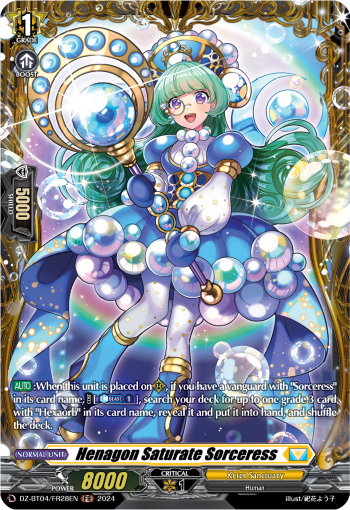 1
GRADE
BOOST
5000
SHIELD
AUTO :When this unit is placed on R, if you have a vanguard with "Sorceress"
in its card name, COST [ Soul Blast 1 ], search your deck for up to one grade 3 card
with "Hexaorb" in its card name, reveal it and put it into hand, and shuffle
the deck.
NORMAL UNIT
Henagon Saturate Sorceress
POWER 8000
CRITICAL
1
Keter Sanctuary
Human
DZ-BT04/FR28EN FR 2024
illust/紀花よう子